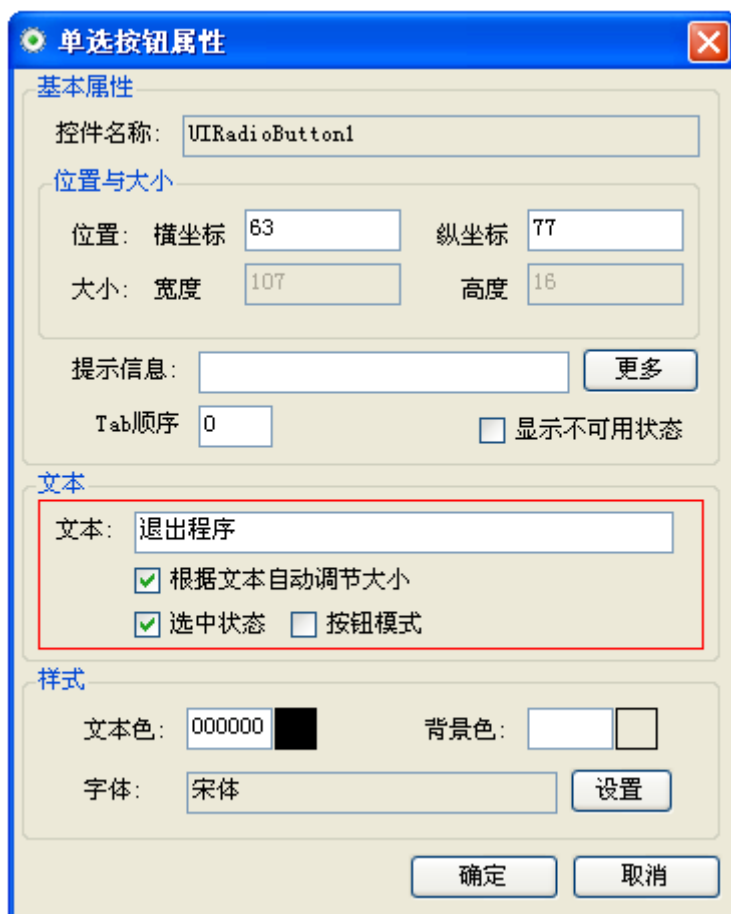 单选按钮属性
基本属性
控件名称: UIRadioButton1
位置与大小
位置: 横坐标 63 纵坐标 77
大小: 宽度 107 高度 16
提示信息: 更多
Tab顺序 0 显示不可用状态
文本
文本: 退出程序
根据文本自动调节大小
选中状态 按钮模式
样式
文本色: 000000 背景色:
字体: 宋体 设置
确定 取消